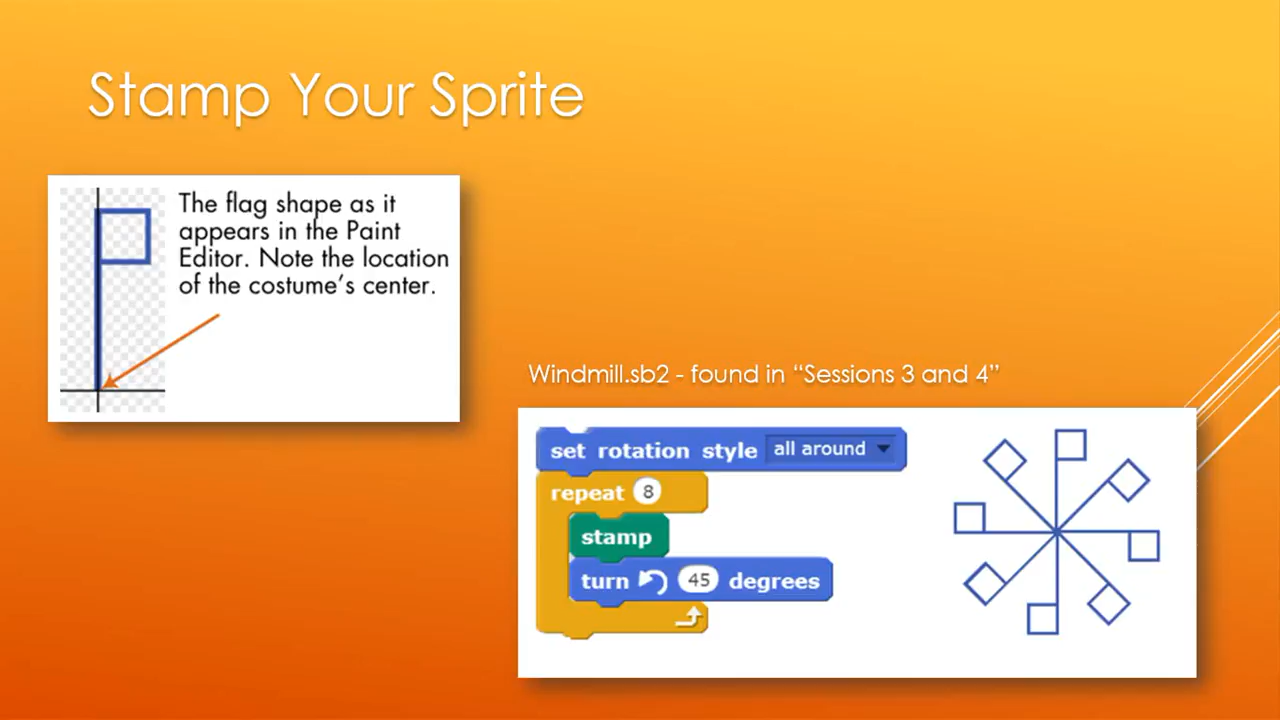 Stamp Your Sprite
The flag shape as it
appears in the Paint
Editor. Note the location
of the costume's center.
Windmill.sb2 - found in “Sessions 3 and 4”
set rotation style all around
repeat 8
stamp
turn 45 degrees